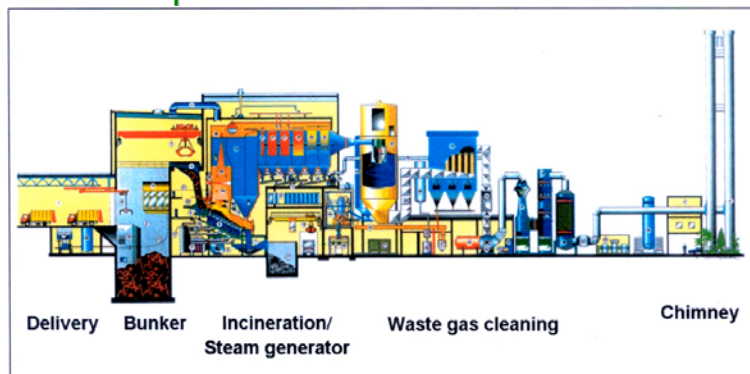 Delivery
Bunker
Incineration/
Steam generator
Waste gas cleaning
Chimney